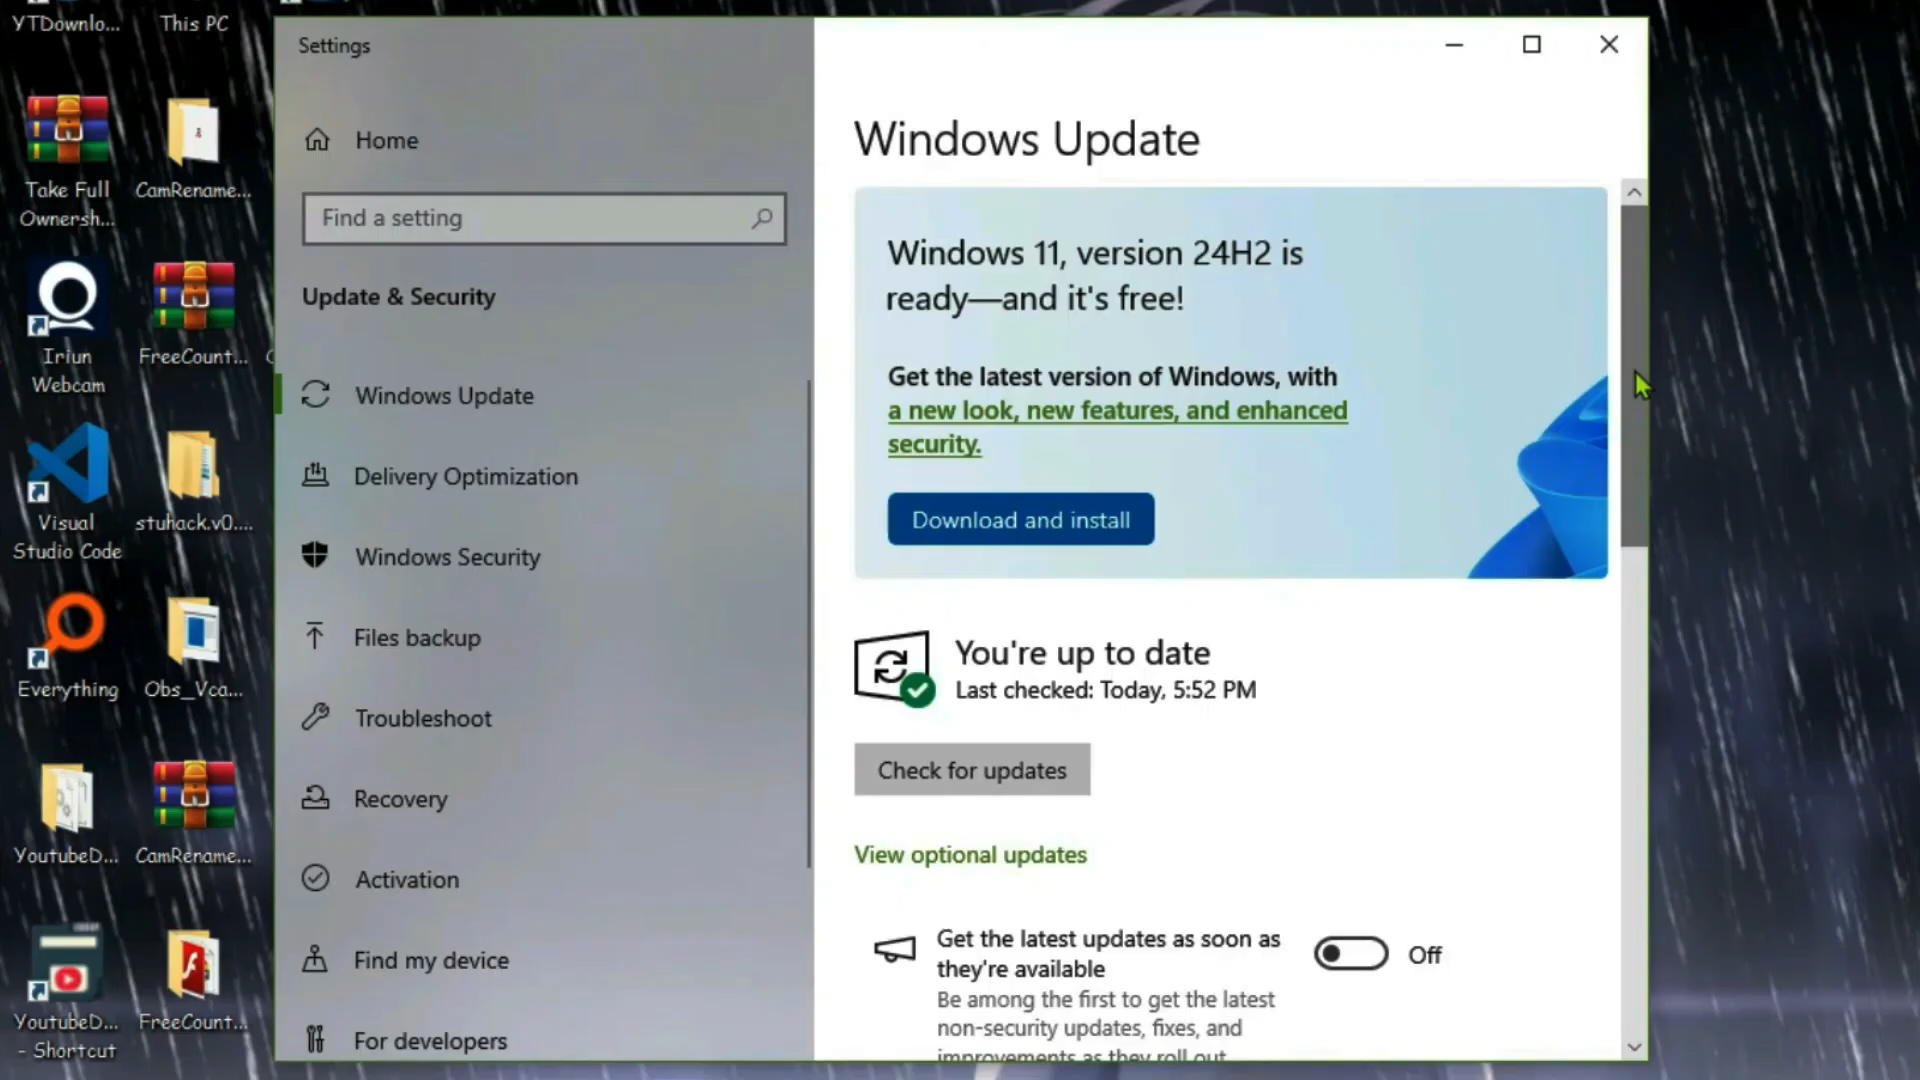 YTDownlo...
This PC
Take Full
Ownersh...
CamRename...
Iriun
Webcam
FreeCount...
Visual
Studio Code
stuhack.v0....
Everything
Obs_Vca...
YoutubeD...
CamRename...
YoutubeD...
- Shortcut
FreeCount...
Settings
Home
Find a setting
Update & Security
Windows Update
Delivery Optimization
Windows Security
Files backup
Troubleshoot
Recovery
Activation
Find my device
For developers
Windows Update
Windows 11, version 24H2 is
ready—and it's free!
Get the latest version of Windows, with
a new look, new features, and enhanced
security.
Download and install
You're up to date
Last checked: Today, 5:52 PM
Check for updates
View optional updates
Get the latest updates as soon as
they're available
Off
Be among the first to get the latest
non-security updates, fixes, and
improvements as they roll out.